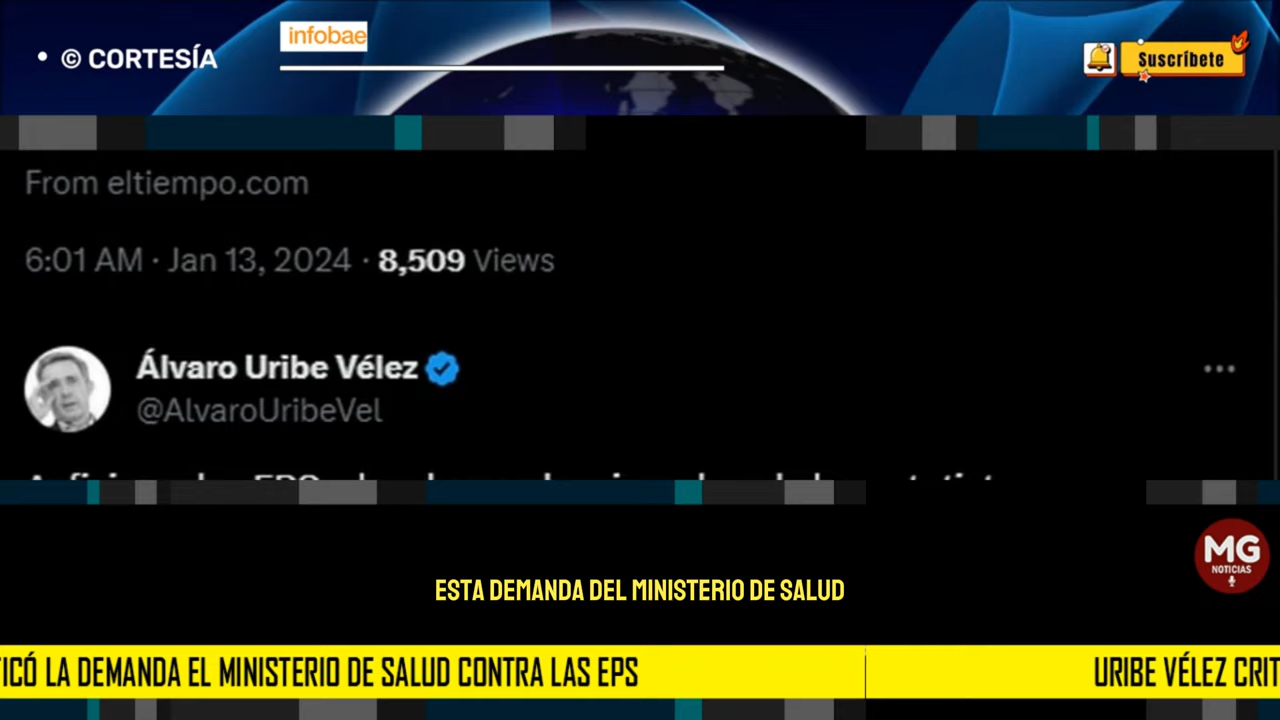 infobae
• © CORTESÍA
Suscríbete
From eltiempo.com
6:01 AM · Jan 13, 2024 · 8,509 Views
Álvaro Uribe Vélez
@AlvaroUribeVel
MG
NOTICIAS
ESTA DEMANDA DEL MINISTERIO DE SALUD
TICÓ LA DEMANDA EL MINISTERIO DE SALUD CONTRA LAS EPS
URIBE VÉLEZ CRIT